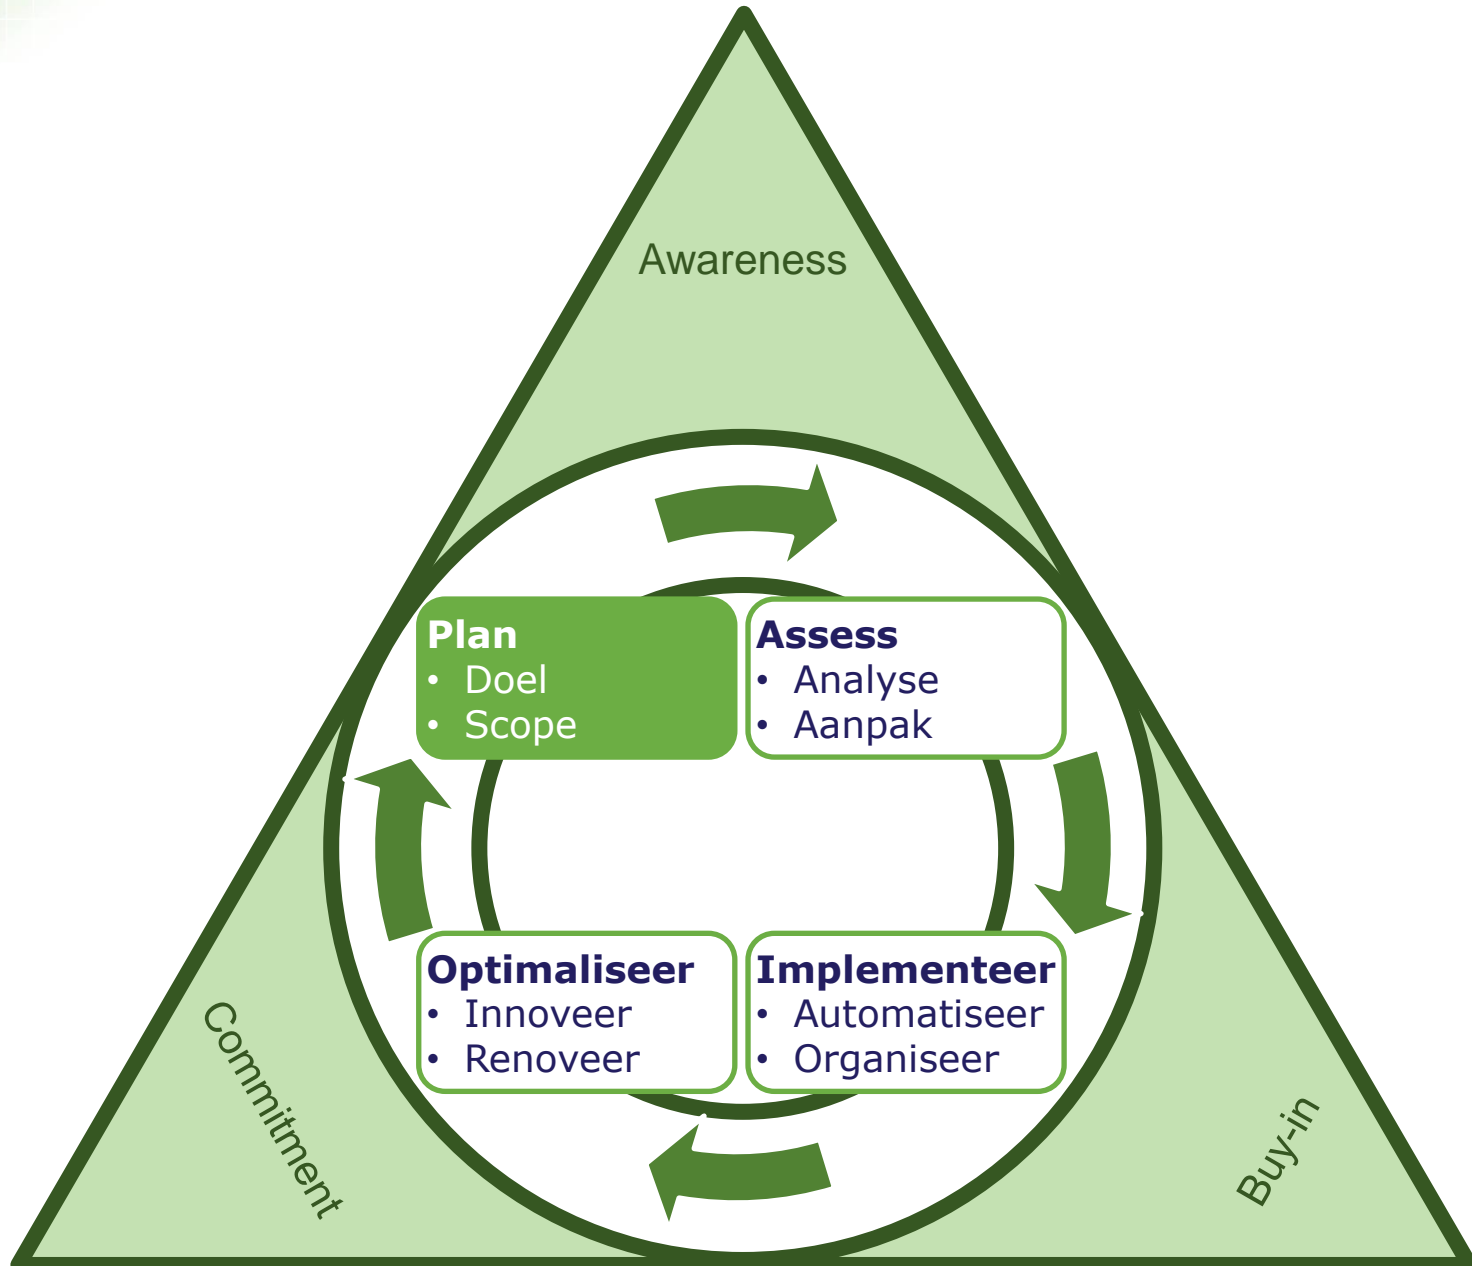 Awareness
Plan
• Doel
• Scope
Assess
• Analyse
• Aanpak
Optimaliseer
• Innoveer
• Renoveer
Implementeer
• Automatiseer
• Organiseer
Commitment
Buy-in